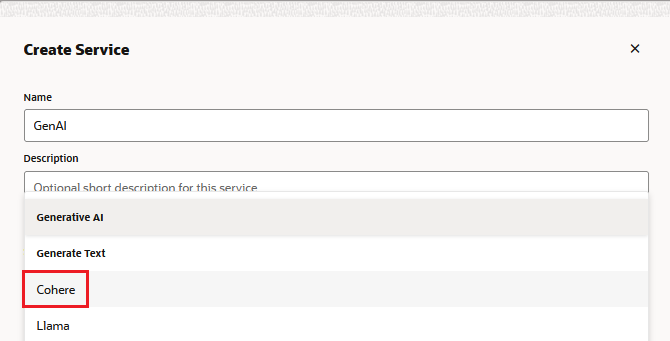 Create Service
Name
GenAI
Description
Optional short description for this service
Generative AI
Generate Text
Cohere
Llama